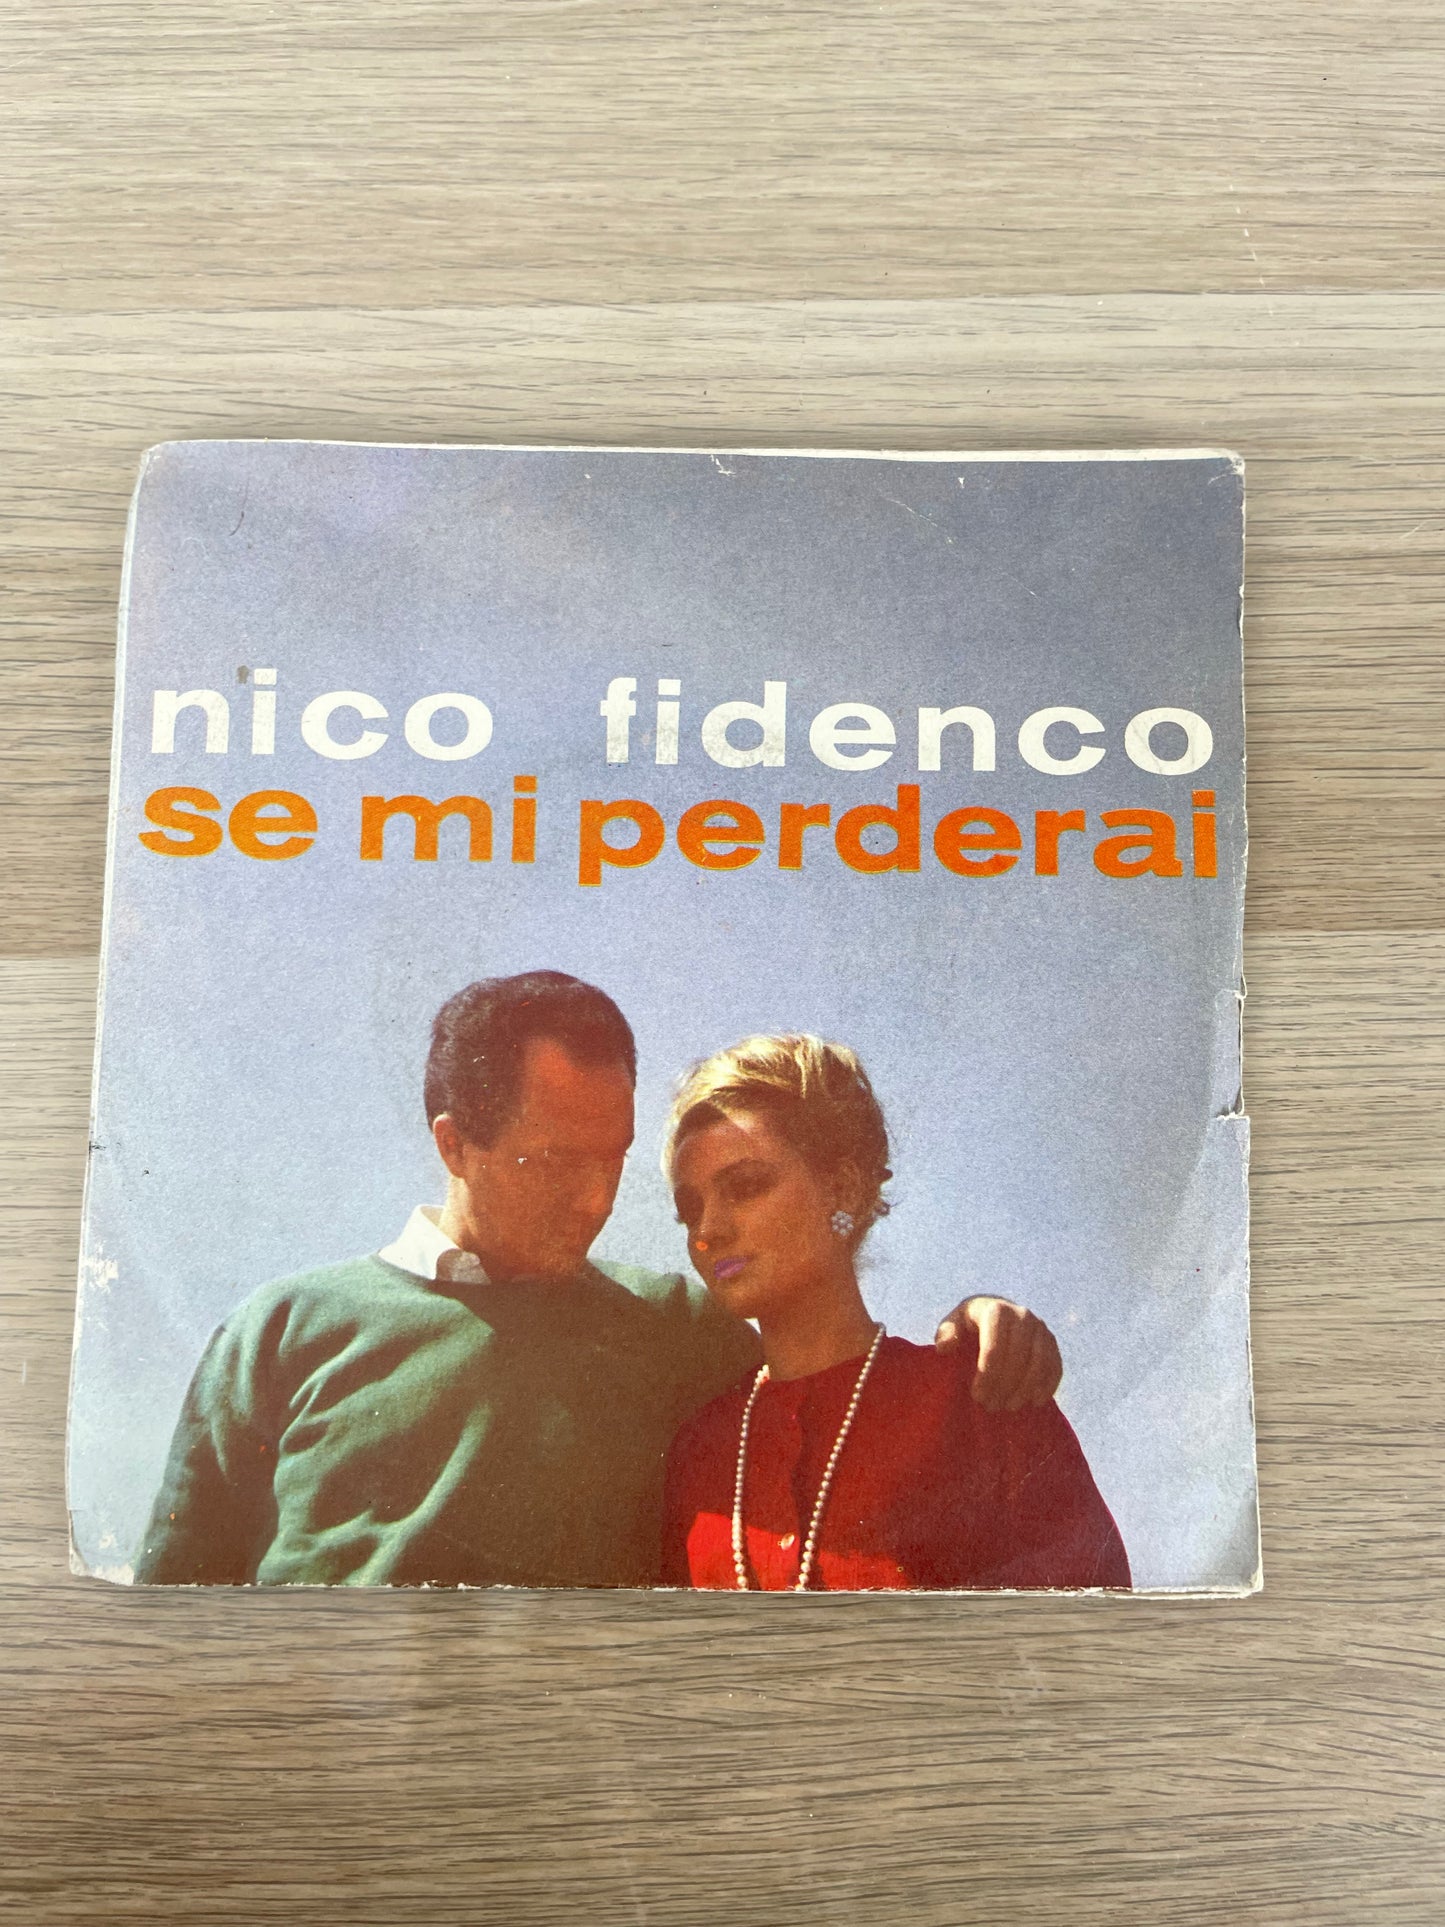 nico fidenco
se mi perderai